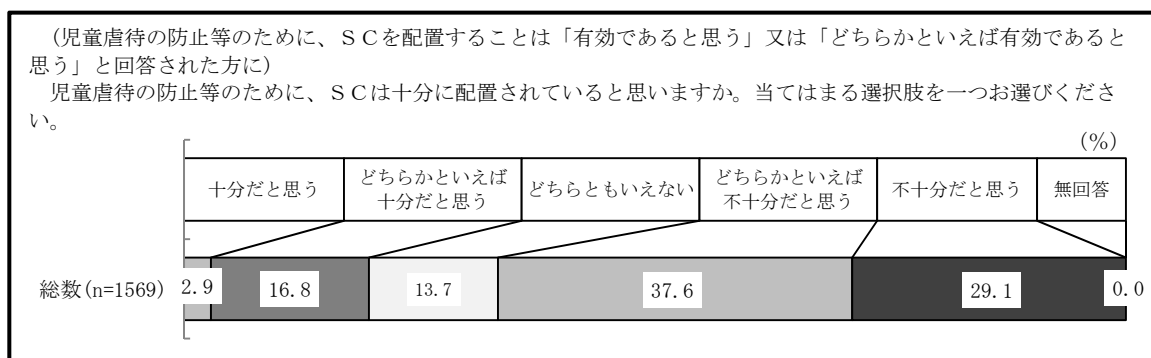 （児童虐待の防止等のために、ＳＣを配置することは「有効であると思う」又は「どちらかといえば有効であると
思う」と回答された方に）
児童虐待の防止等のために、ＳＣは十分に配置されていると思いますか。当てはまる選択肢を一つお選びくださ
い。
(%)
十分だと思う
どちらかといえば
十分だと思う
どちらともいえない
どちらかといえば
不十分だと思う
不十分だと思う
無回答
総数(n=1569)
2.9
16.8
13.7
37.6
29.1
0.0